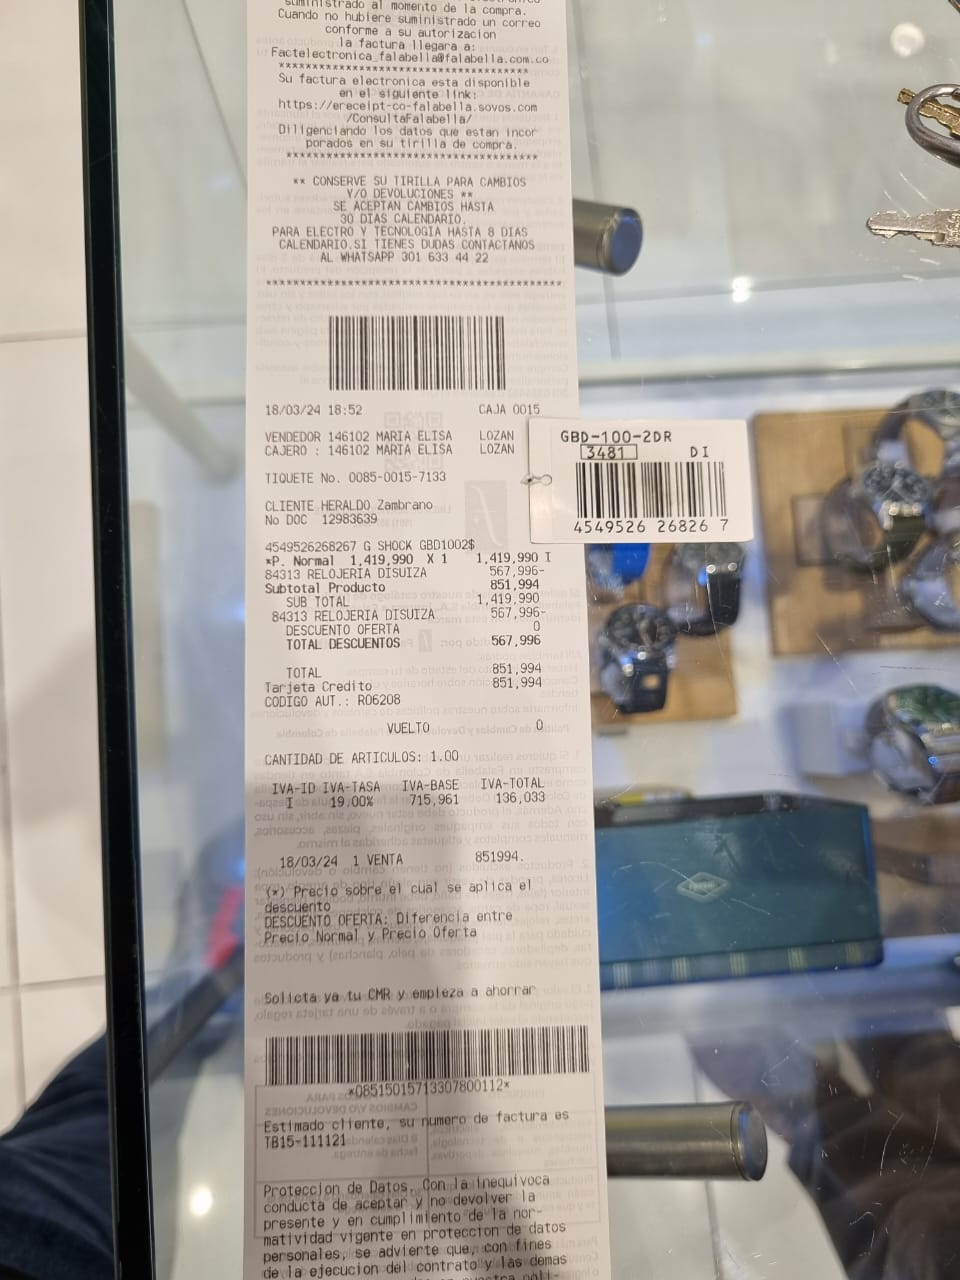 suministrado al momento de la compra.
Cuando no hubiere suministrado un correo
conforme a su autorizacion
la factura llegara a:
Factelectronica_falabella@falabella.com.co
**************************************
Su factura electronica esta disponible
en el siguiente link:
https://ereceipt-co-falabella.sovos.com
/ConsultaFalabella/
Diligenciando los datos que estan incor
porados en su tirilla de compra.
**************************************
** CONSERVE SU TIRILLA PARA CAMBIOS
Y/O DEVOLUCIONES **
SE ACEPTAN CAMBIOS HASTA
30 DIAS CALENDARIO.
PARA ELECTRO Y TECNOLOGIA HASTA 8 DIAS
CALENDARIO.SI TIENES DUDAS CONTACTANOS
AL WHATSAPP 301 633 44 22
******************************************
18/03/24 18:52 CAJA 0015
VENDEDOR 146102 MARIA ELISA LOZAN
CAJERO : 146102 MARIA ELISA LOZAN
TIQUETE No. 0085-0015-7133
CLIENTE HERALDO Zambrano
No DOC 12983639
4549526268267 G SHOCK GBD1002$
*P. Normal 1,419,990 X 1 1,419,990 I
84313 RELOJERIA DISUIZA 567,996-
Subtotal Producto 851,994
SUB TOTAL 1,419,990
84313 RELOJERIA DISUIZA 567,996-
DESCUENTO OFERTA 0
TOTAL DESCUENTOS 567,996
TOTAL 851,994
Tarjeta Credito 851,994
CODIGO AUT.: R06208
VUELTO 0
CANTIDAD DE ARTICULOS: 1.00
IVA-ID IVA-TASA IVA-BASE IVA-TOTAL
I 19.00% 715,961 136,033
18/03/24 1 VENTA 851994.
(*) Precio sobre el cual se aplica el
descuento
DESCUENTO OFERTA: Diferencia entre
Precio Normal y Precio Oferta
Solicta ya tu CMR y empieza a ahorrar
*08515015713307800112*
Estimado cliente, su numero de factura es
TB15-111121
Proteccion de Datos. Con la inequivoca
conducta de aceptar y no devolver la
presente y en cumplimiento de la nor-
matividad vigente en proteccion de datos
personales, se advierte que, con fines
de la ejecucion del contrato y las demas
GBD-100-2DR
3481 DI
4549526 26826 7